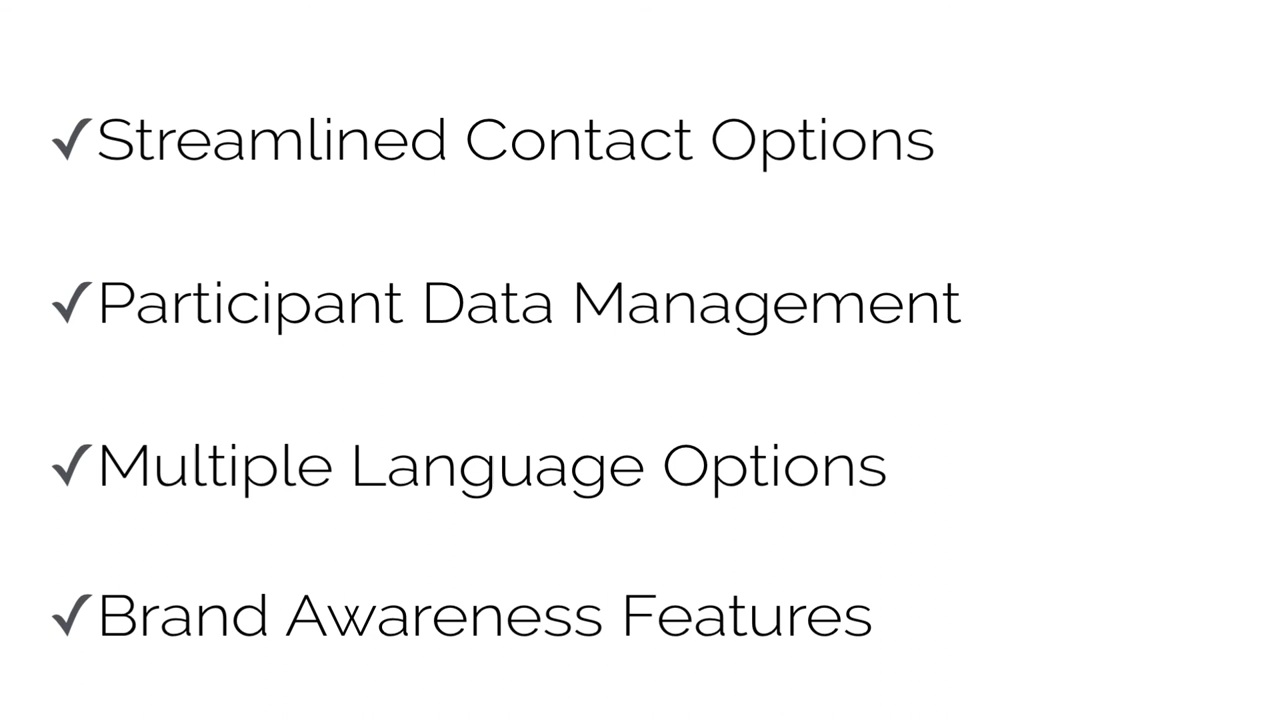 ✓Streamlined Contact Options
✓Participant Data Management
✓Multiple Language Options
✓Brand Awareness Features